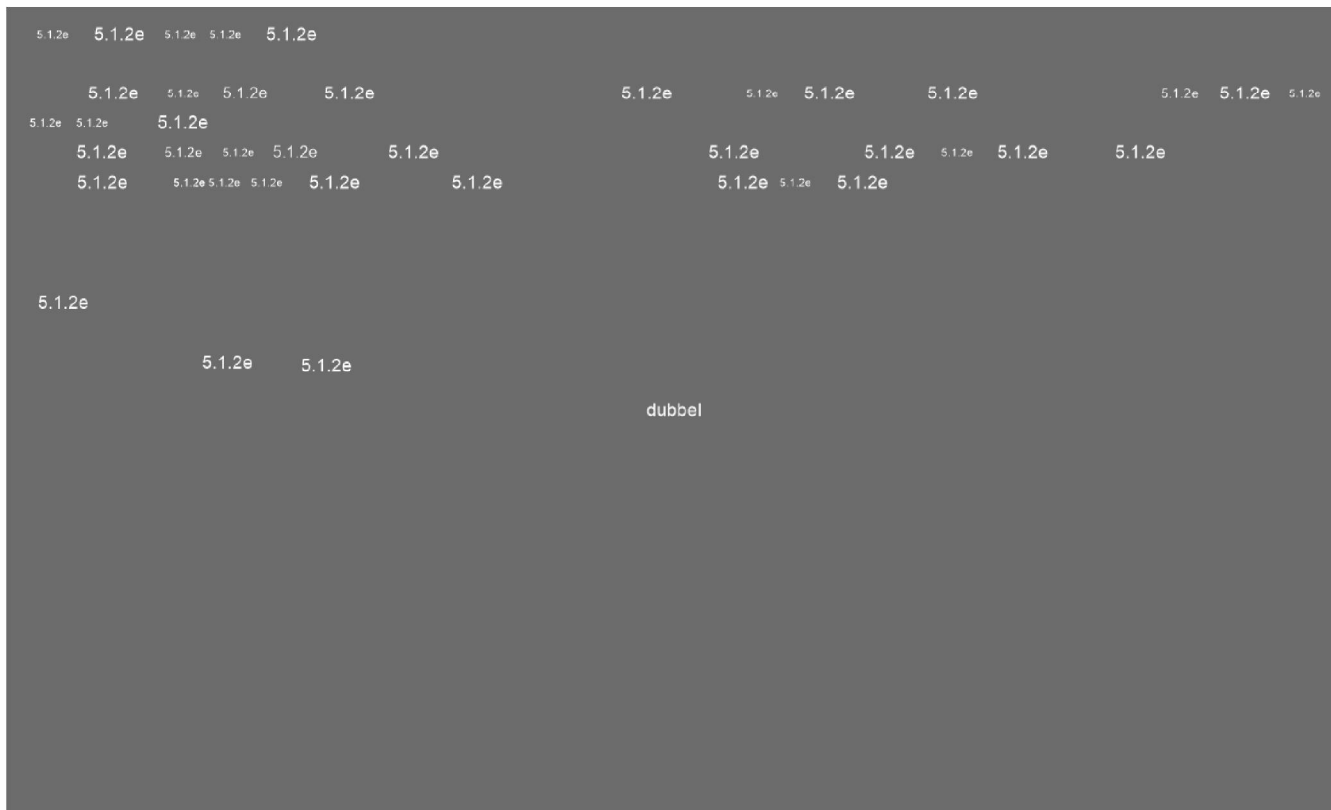 5.1.2e 5.1.2e 5.1.2e 5.1.2e 5.1.2e
5.1.2e 5.1.2e 5.1.2e 5.1.2e 5.1.2e 5.1.2e 5.1.2e 5.1.2e 5.1.2e 5.1.2e 5.1.2e
5.1.2e 5.1.2e 5.1.2e
5.1.2e 5.1.2e 5.1.2e 5.1.2e 5.1.2e 5.1.2e 5.1.2e 5.1.2e 5.1.2e 5.1.2e
5.1.2e 5.1.2e 5.1.2e 5.1.2e 5.1.2e 5.1.2e 5.1.2e 5.1.2e 5.1.2e
5.1.2e
5.1.2e 5.1.2e
dubbel